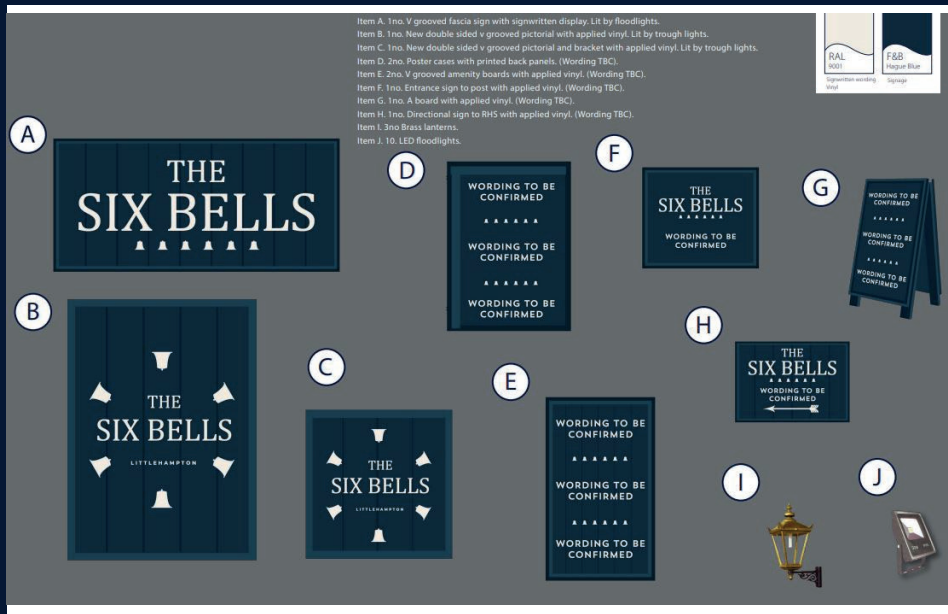 Item A. 1no. V grooved fascia sign with signwritten display. Lit by floodlights.
Item B. 1no. New double sided v grooved pictorial with applied vinyl. Lit by trough lights.
Item C. 1no. New double sided v grooved pictorial and bracket with applied vinyl. Lit by trough lights.
Item D. 2no. Poster cases with printed back panels. (Wording TBC).
Item E. 2no. V grooved amenity boards with applied vinyl. (Wording TBC).
Item F. 1no. Entrance sign to post with applied vinyl. (Wording TBC).
Item G. 1no. A board with applied vinyl. (Wording TBC).
Item H. 1no. Directional sign to RHS with applied vinyl. (Wording TBC).
Item I. 3no Brass lanterns.
Item J. 10. LED floodlights.
RAL
9001
Signwritten wording
Vinyl
F&B
Hague Blue
Signage
A
THE
SIX BELLS
D
WORDING TO BE
CONFIRMED
WORDING TO BE
CONFIRMED
WORDING TO BE
CONFIRMED
F
THE
SIX BELLS
WORDING TO BE
CONFIRMED
G
WORDING TO BE
CONFIRMED
WORDING TO BE
CONFIRMED
WORDING TO BE
CONFIRMED
B
THE
SIX BELLS
LITTLEHAMPTON
C
THE
SIX BELLS
LITTLEHAMPTON
E
WORDING TO BE
CONFIRMED
WORDING TO BE
CONFIRMED
WORDING TO BE
CONFIRMED
H
THE
SIX BELLS
WORDING TO BE
CONFIRMED
I
J